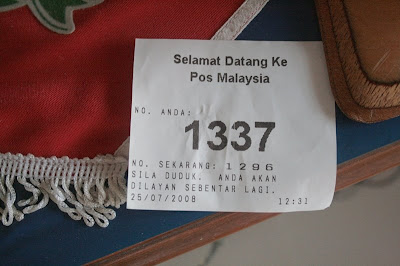 Selamat Datang Ke
Pos Malaysia
NO. ANDA:
1337
NO. SEKARANG: 1296
SILA DUDUK. ANDA AKAN
DILAYAN SEBENTAR LAGI.
25/07/2008 12:31